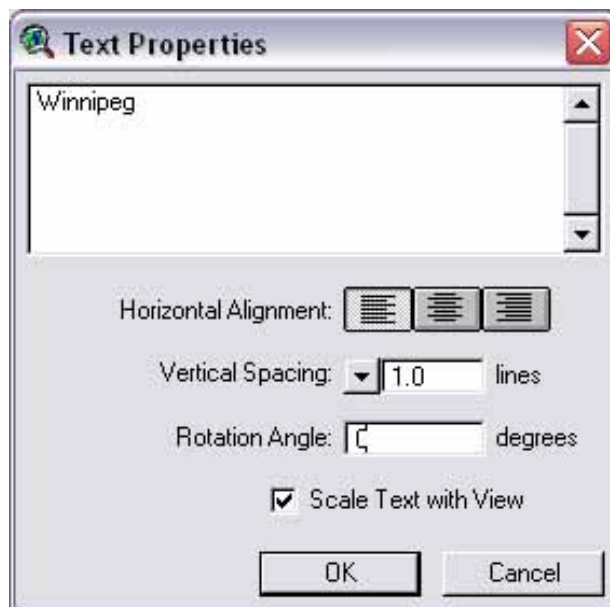 Text Properties
Winnipeg
Horizontal Alignment:
Vertical Spacing: 1.0 lines
Rotation Angle: degrees
Scale Text with View
OK Cancel